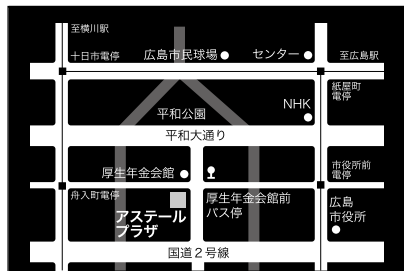 至横川駅
十日市電停
広島市民球場
センター
至広島駅
紙屋町
電停
NHK
平和公園
平和大通り
厚生年金会館
市役所前
電停
舟入町電停
アステール
プラザ
厚生年金会館前
バス停
広島
市役所
国道2号線